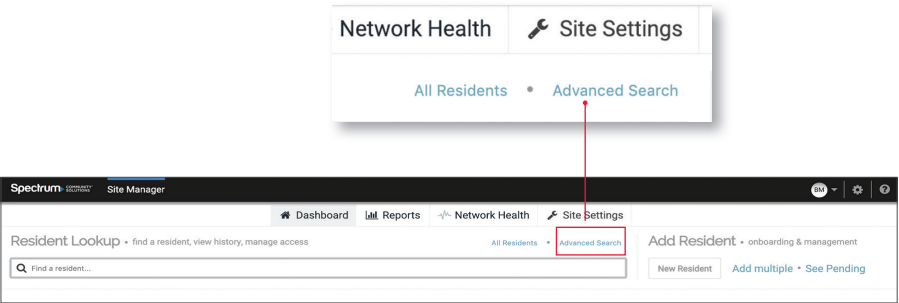 Network Health Site Settings
All Residents • Advanced Search
Spectrum▸ COMMUNITY SOLUTIONS Site Manager BM
Dashboard Reports Network Health Site Settings
Resident Lookup • find a resident, view history, manage access All Residents • Advanced Search Add Resident • onboarding & management
Find a resident... New Resident Add multiple • See Pending